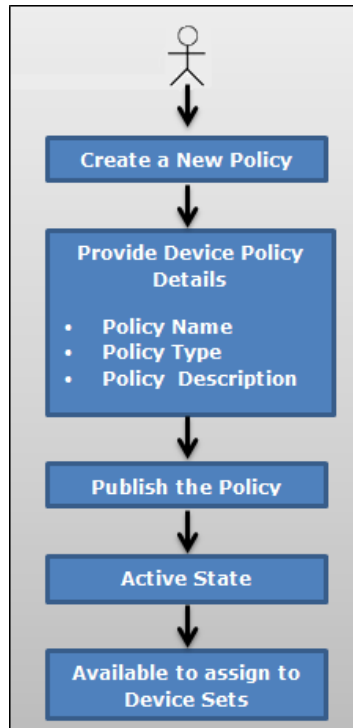 Create a New Policy
Provide Device Policy
Details
• Policy Name
• Policy Type
• Policy Description
Publish the Policy
Active State
Available to assign to
Device Sets